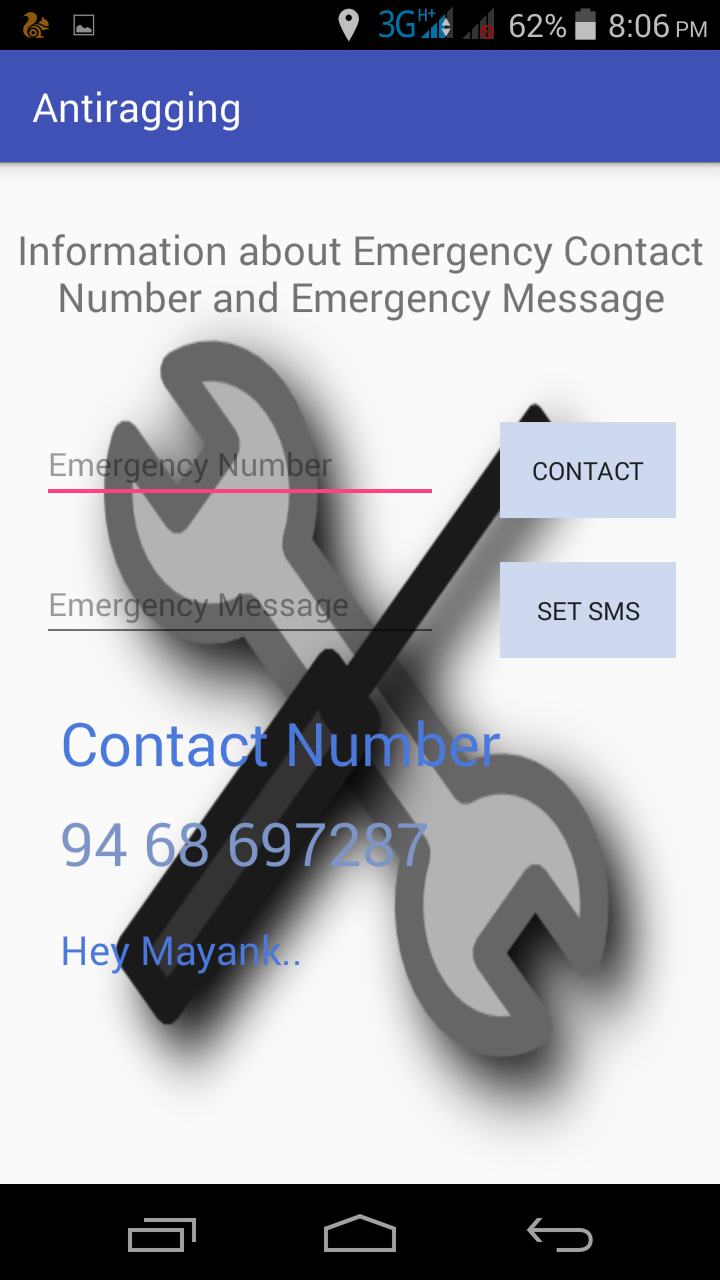 3G H+ 62% 8:06 PM
Antiragging
Information about Emergency Contact
Number and Emergency Message
Emergency Number
CONTACT
Emergency Message
SET SMS
Contact Number
94 68 697287
Hey Mayank..